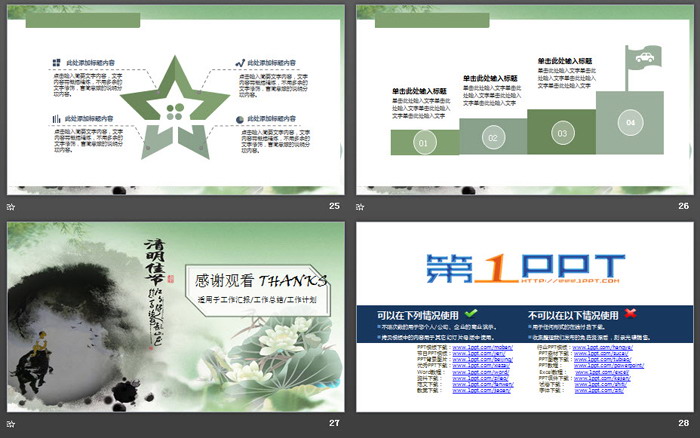 此处添加标题内容
点击输入简要文字内容，文字
内容需概括精炼，不用多余的
文字修饰，言简意赅的说明分
项内容。
此处添加标题内容
点击输入简要文字内容，文字
内容需概括精炼，不用多余的
文字修饰，言简意赅的说明分
项内容。
此处添加标题内容
点击输入简要文字内容，文字
内容需概括精炼，不用多余的
文字修饰，言简意赅的说明分
项内容。
此处添加标题内容
点击输入简要文字内容，文字
内容需概括精炼，不用多余的
文字修饰，言简意赅的说明分
项内容。
25
单击此处输入标题
单击此处输入文字单击此
处输入文字单击此处输入
文字单击此处输入文字单
击此处输入文字
单击此处输入标题
单击此处输入文字单击此
处输入文字单击此处输入
文字单击此处输入文字单
击此处输入文字
单击此处输入标题
单击此处输入文字单击此
处输入文字单击此处输入
文字
01
02
03
04
26
清明佳节
感谢观看 THANKS
适用于工作汇报/工作总结/工作计划
27
第1PPT
HTTP://WWW.1PPT.COM
可以在下列情况使用
不可以在以下情况使用
PPT模板下载：www.1ppt.com/moban/
行业PPT模板：www.1ppt.com/hangye/
节日PPT模板：www.1ppt.com/jieri/
PPT素材下载：www.1ppt.com/sucai/
PPT背景图片：www.1ppt.com/beijing/
PPT图表下载：www.1ppt.com/tubiao/
优秀PPT下载：www.1ppt.com/xiazai/
PPT教程：www.1ppt.com/powerpoint/
Word教程：www.1ppt.com/word/
Excel教程：www.1ppt.com/excel/
资料下载：www.1ppt.com/ziliao/
PPT课件下载：www.1ppt.com/kejian/
范文下载：www.1ppt.com/fanwen/
试卷下载：www.1ppt.com/shiti/
教案下载：www.1ppt.com/jiaoan/
字体下载：www.1ppt.com/ziti/
28